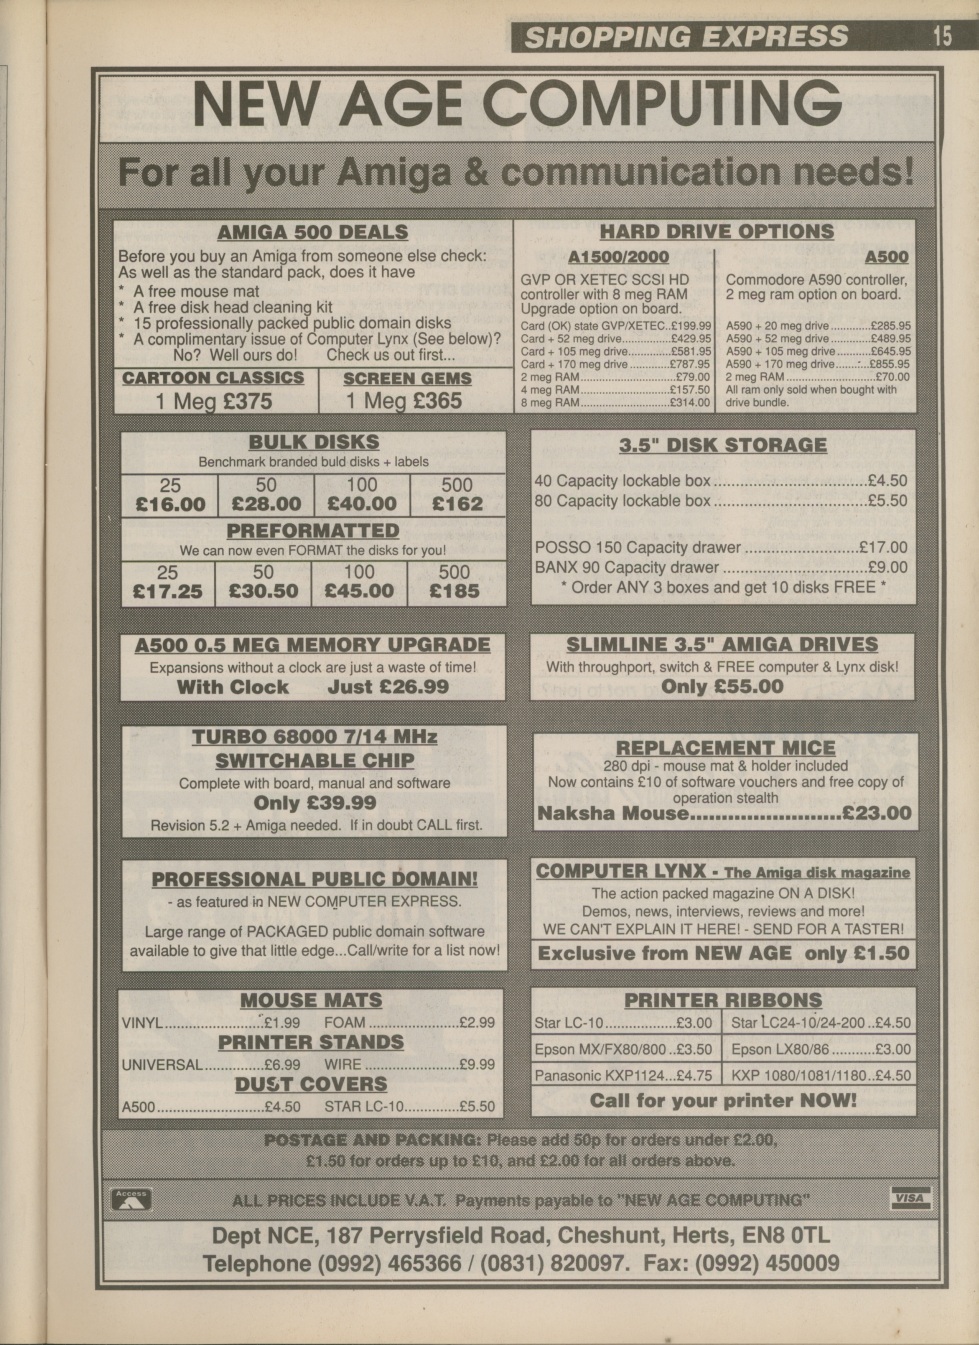 SHOPPING EXPRESS 15
NEW AGE COMPUTING
For all your Amiga & communication needs!
AMIGA 500 DEALS
Before you buy an Amiga from someone else check:
As well as the standard pack, does it have
* A free mouse mat
* A free disk head cleaning kit
* 15 professionally packed public domain disks
* A complimentary issue of Computer Lynx (See below)?
No? Well ours do! Check us out first...
CARTOON CLASSICS
1 Meg £375
SCREEN GEMS
1 Meg £365
HARD DRIVE OPTIONS
A1500/2000
GVP OR XETEC SCSI HD
controller with 8 meg RAM
Upgrade option on board.
Card (OK) state GVP/XETEC..£199.99
Card + 52 meg drive....................£429.95
Card + 105 meg drive..................£581.95
Card + 170 meg drive..................£787.95
2 meg RAM..........................£79.00
4 meg RAM........................£157.50
8 meg RAM........................£314.00
A500
Commodore A590 controller,
2 meg ram option on board.
A590 + 20 meg drive............£285.95
A590 + 52 meg drive............£489.95
A590 + 105 meg drive..........£645.95
A590 + 170 meg drive..........£855.95
2 meg RAM........................£70.00
All ram only sold when bought with
drive bundle.
BULK DISKS
Benchmark branded buld disks + labels
25 50 100 500
£16.00 £28.00 £40.00 £162
PREFORMATTED
We can now even FORMAT the disks for you!
25 50 100 500
£17.25 £30.50 £45.00 £185
3.5" DISK STORAGE
40 Capacity lockable box..................................£4.50
80 Capacity lockable box..................................£5.50
POSSO 150 Capacity drawer.........................£17.00
BANX 90 Capacity drawer...............................£9.00
* Order ANY 3 boxes and get 10 disks FREE *
A500 0.5 MEG MEMORY UPGRADE
Expansions without a clock are just a waste of time!
With Clock Just £26.99
SLIMLINE 3.5" AMIGA DRIVES
With throughport, switch & FREE computer & Lynx disk!
Only £55.00
TURBO 68000 7/14 MHz
SWITCHABLE CHIP
Complete with board, manual and software
Only £39.99
Revision 5.2 + Amiga needed. If in doubt CALL first.
REPLACEMENT MICE
280 dpi - mouse mat & holder included
Now contains £10 of software vouchers and free copy of
operation stealth
Naksha Mouse........................£23.00
PROFESSIONAL PUBLIC DOMAIN!
- as featured in NEW COMPUTER EXPRESS.
Large range of PACKAGED public domain software
available to give that little edge...Call/write for a list now!
COMPUTER LYNX - The Amiga disk magazine
The action packed magazine ON A DISK!
Demos, news, interviews, reviews and more!
WE CAN'T EXPLAIN IT HERE! - SEND FOR A TASTER!
Exclusive from NEW AGE only £1.50
MOUSE MATS
VINYL......................£1.99 FOAM....................£2.99
PRINTER STANDS
UNIVERSAL.............£6.99 WIRE...........................£9.99
DUST COVERS
A500........................£4.50 STAR LC-10............£5.50
PRINTER RIBBONS
Star LC-10.................£3.00 Star LC24-10/24-200..£4.50
Epson MX/FX80/800..£3.50 Epson LX80/86..........£3.00
Panasonic KXP1124...£4.75 KXP 1080/1081/1180..£4.50
Call for your printer NOW!
POSTAGE AND PACKING: Please add 50p for orders under £2.00,
£1.50 for orders up to £10, and £2.00 for all orders above.
Access ALL PRICES INCLUDE V.A.T. Payments payable to "NEW AGE COMPUTING" VISA
Dept NCE, 187 Perrysfield Road, Cheshunt, Herts, EN8 0TL
Telephone (0992) 465366 / (0831) 820097. Fax: (0992) 450009